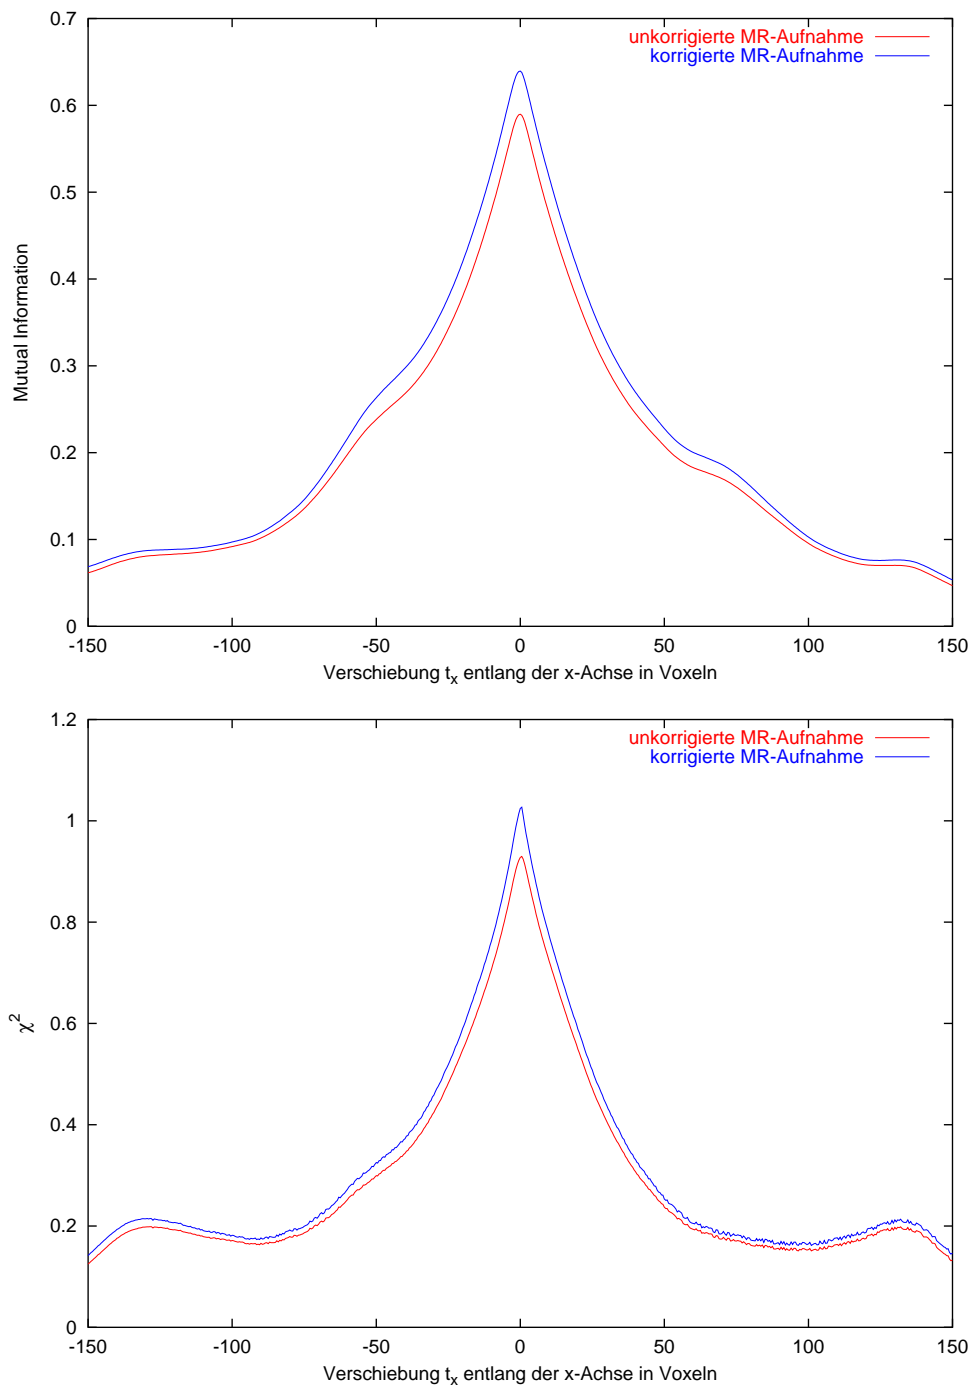 0.7
unkorrigierte MR-Aufnahme
korrigierte MR-Aufnahme
0.6
0.5
0.4
Mutual Information
0.3
0.2
0.1
0
-150 -100 -50 0 50 100 150
Verschiebung t_x entlang der x-Achse in Voxeln
1.2
unkorrigierte MR-Aufnahme
korrigierte MR-Aufnahme
1
0.8
χ²
0.6
0.4
0.2
0
-150 -100 -50 0 50 100 150
Verschiebung t_x entlang der x-Achse in Voxeln